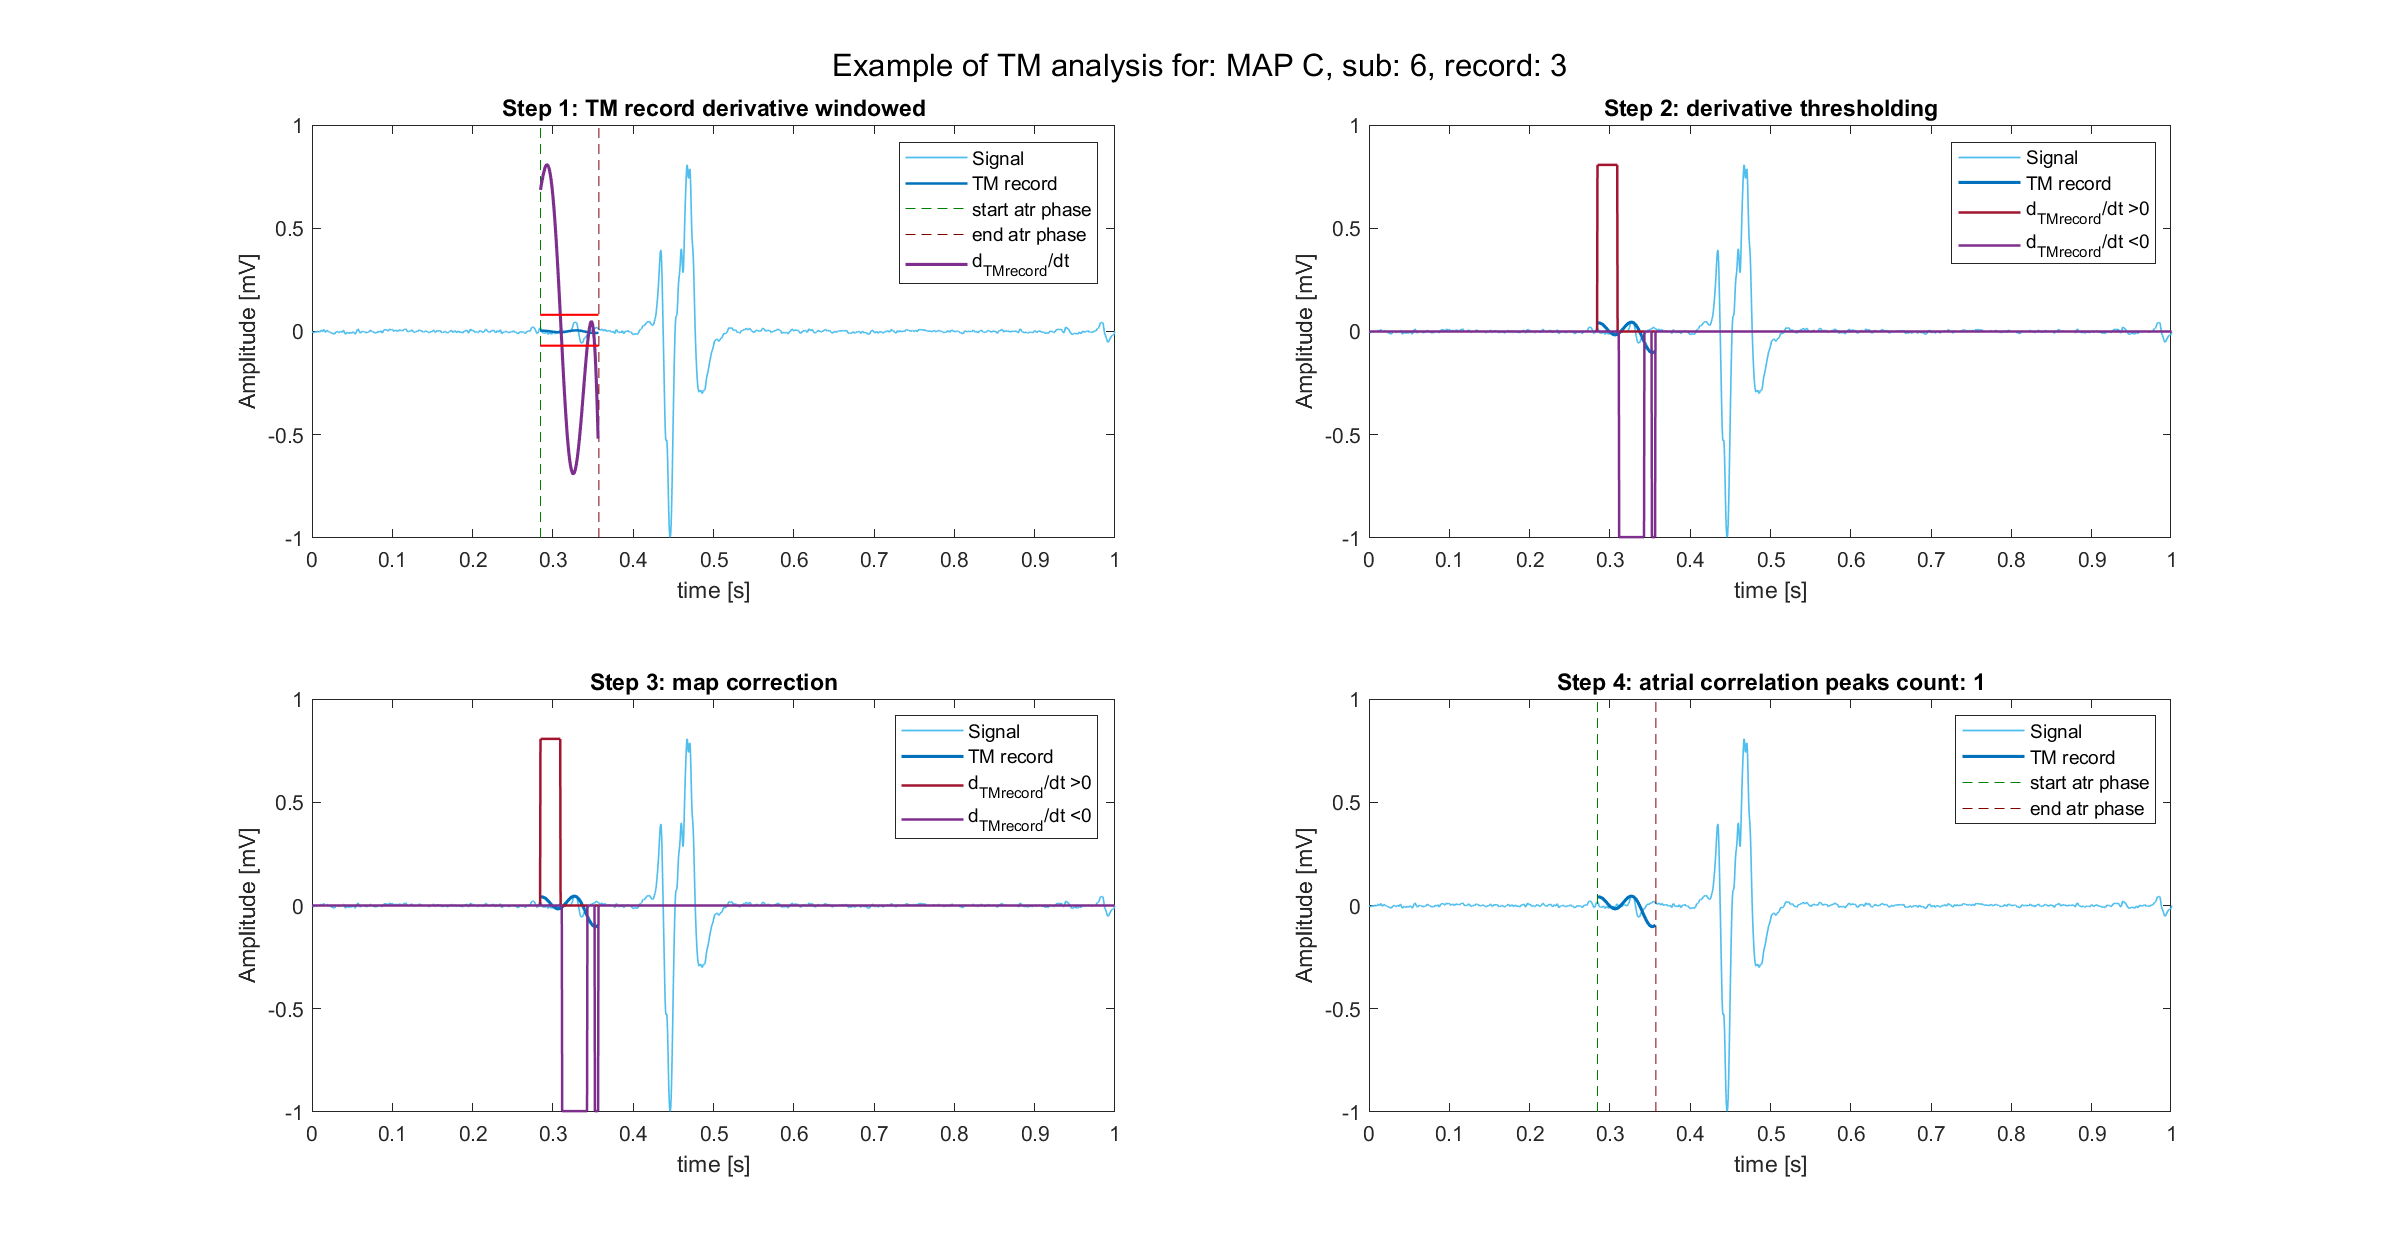 Example of TM analysis for: MAP C, sub: 6, record: 3
Step 1: TM record derivative windowed
1
0.5
0
-0.5
-1
Amplitude [mV]
0 0.1 0.2 0.3 0.4 0.5 0.6 0.7 0.8 0.9 1
time [s]
Signal
TM record
start atr phase
end atr phase
dTMrecord/dt
Step 2: derivative thresholding
1
0.5
0
-0.5
-1
Amplitude [mV]
0 0.1 0.2 0.3 0.4 0.5 0.6 0.7 0.8 0.9 1
time [s]
Signal
TM record
dTMrecord/dt >0
dTMrecord/dt <0
Step 3: map correction
1
0.5
0
-0.5
-1
Amplitude [mV]
0 0.1 0.2 0.3 0.4 0.5 0.6 0.7 0.8 0.9 1
time [s]
Signal
TM record
dTMrecord/dt >0
dTMrecord/dt <0
Step 4: atrial correlation peaks count: 1
1
0.5
0
-0.5
-1
Amplitude [mV]
0 0.1 0.2 0.3 0.4 0.5 0.6 0.7 0.8 0.9 1
time [s]
Signal
TM record
start atr phase
end atr phase